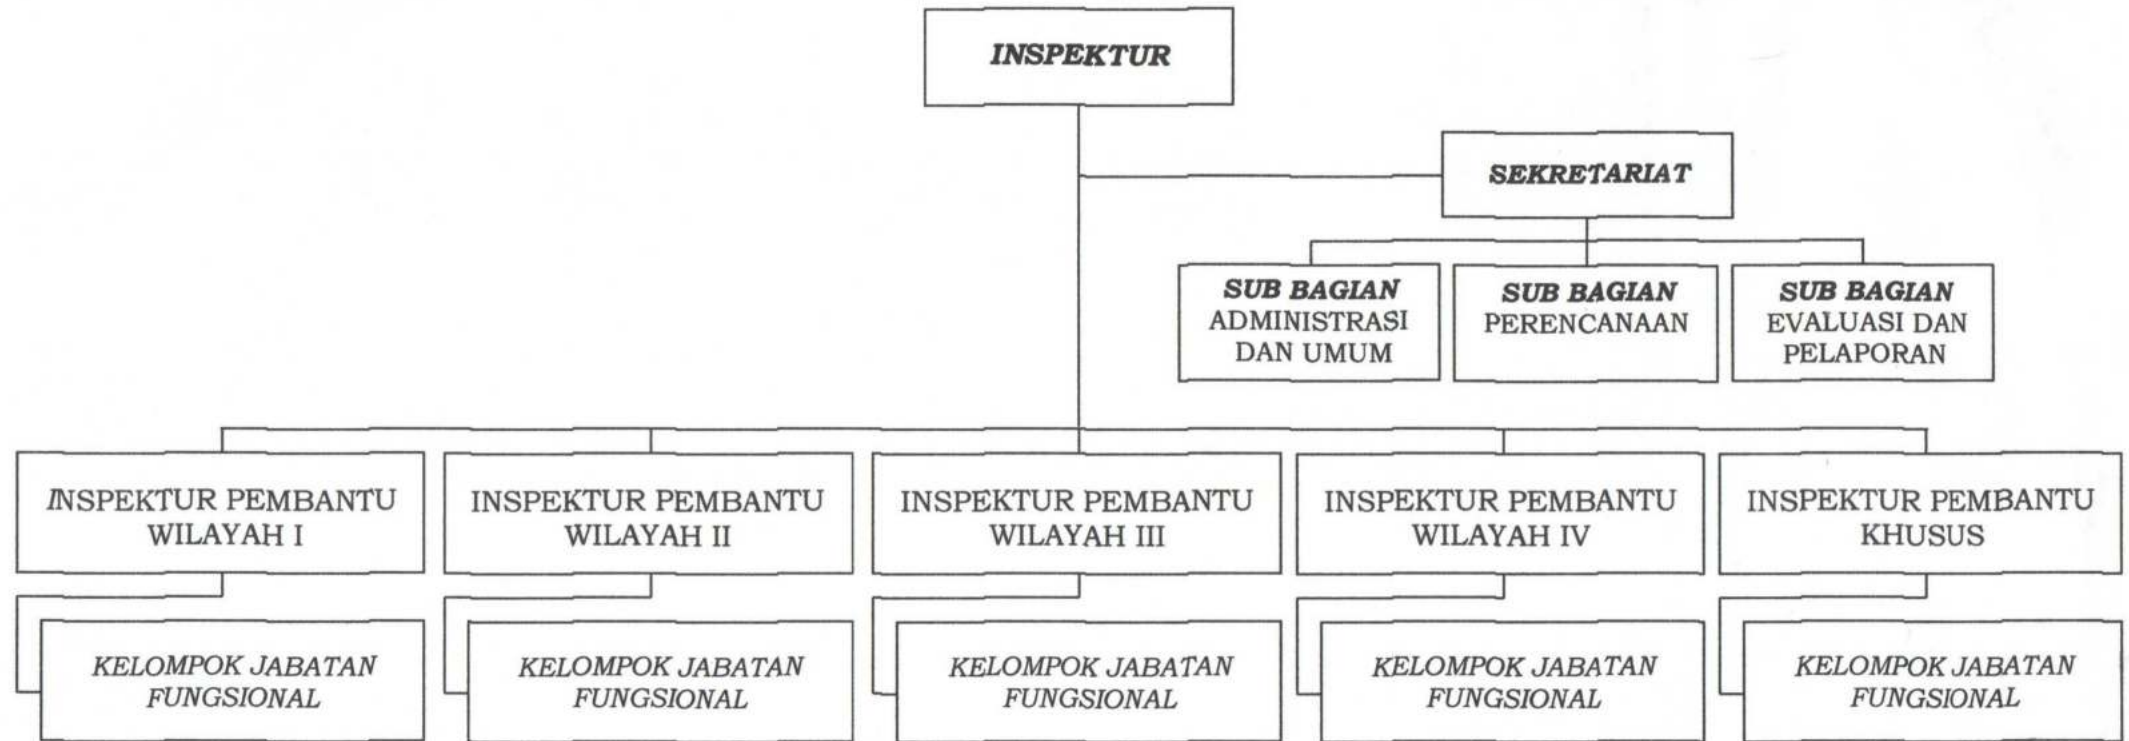 INSPEKTUR
SEKRETARIAT
SUB BAGIAN
ADMINISTRASI
DAN UMUM
SUB BAGIAN
PERENCANAAN
SUB BAGIAN
EVALUASI DAN
PELAPORAN
INSPEKTUR PEMBANTU
WILAYAH I
INSPEKTUR PEMBANTU
WILAYAH II
INSPEKTUR PEMBANTU
WILAYAH III
INSPEKTUR PEMBANTU
WILAYAH IV
INSPEKTUR PEMBANTU
KHUSUS
KELOMPOK JABATAN
FUNGSIONAL
KELOMPOK JABATAN
FUNGSIONAL
KELOMPOK JABATAN
FUNGSIONAL
KELOMPOK JABATAN
FUNGSIONAL
KELOMPOK JABATAN
FUNGSIONAL